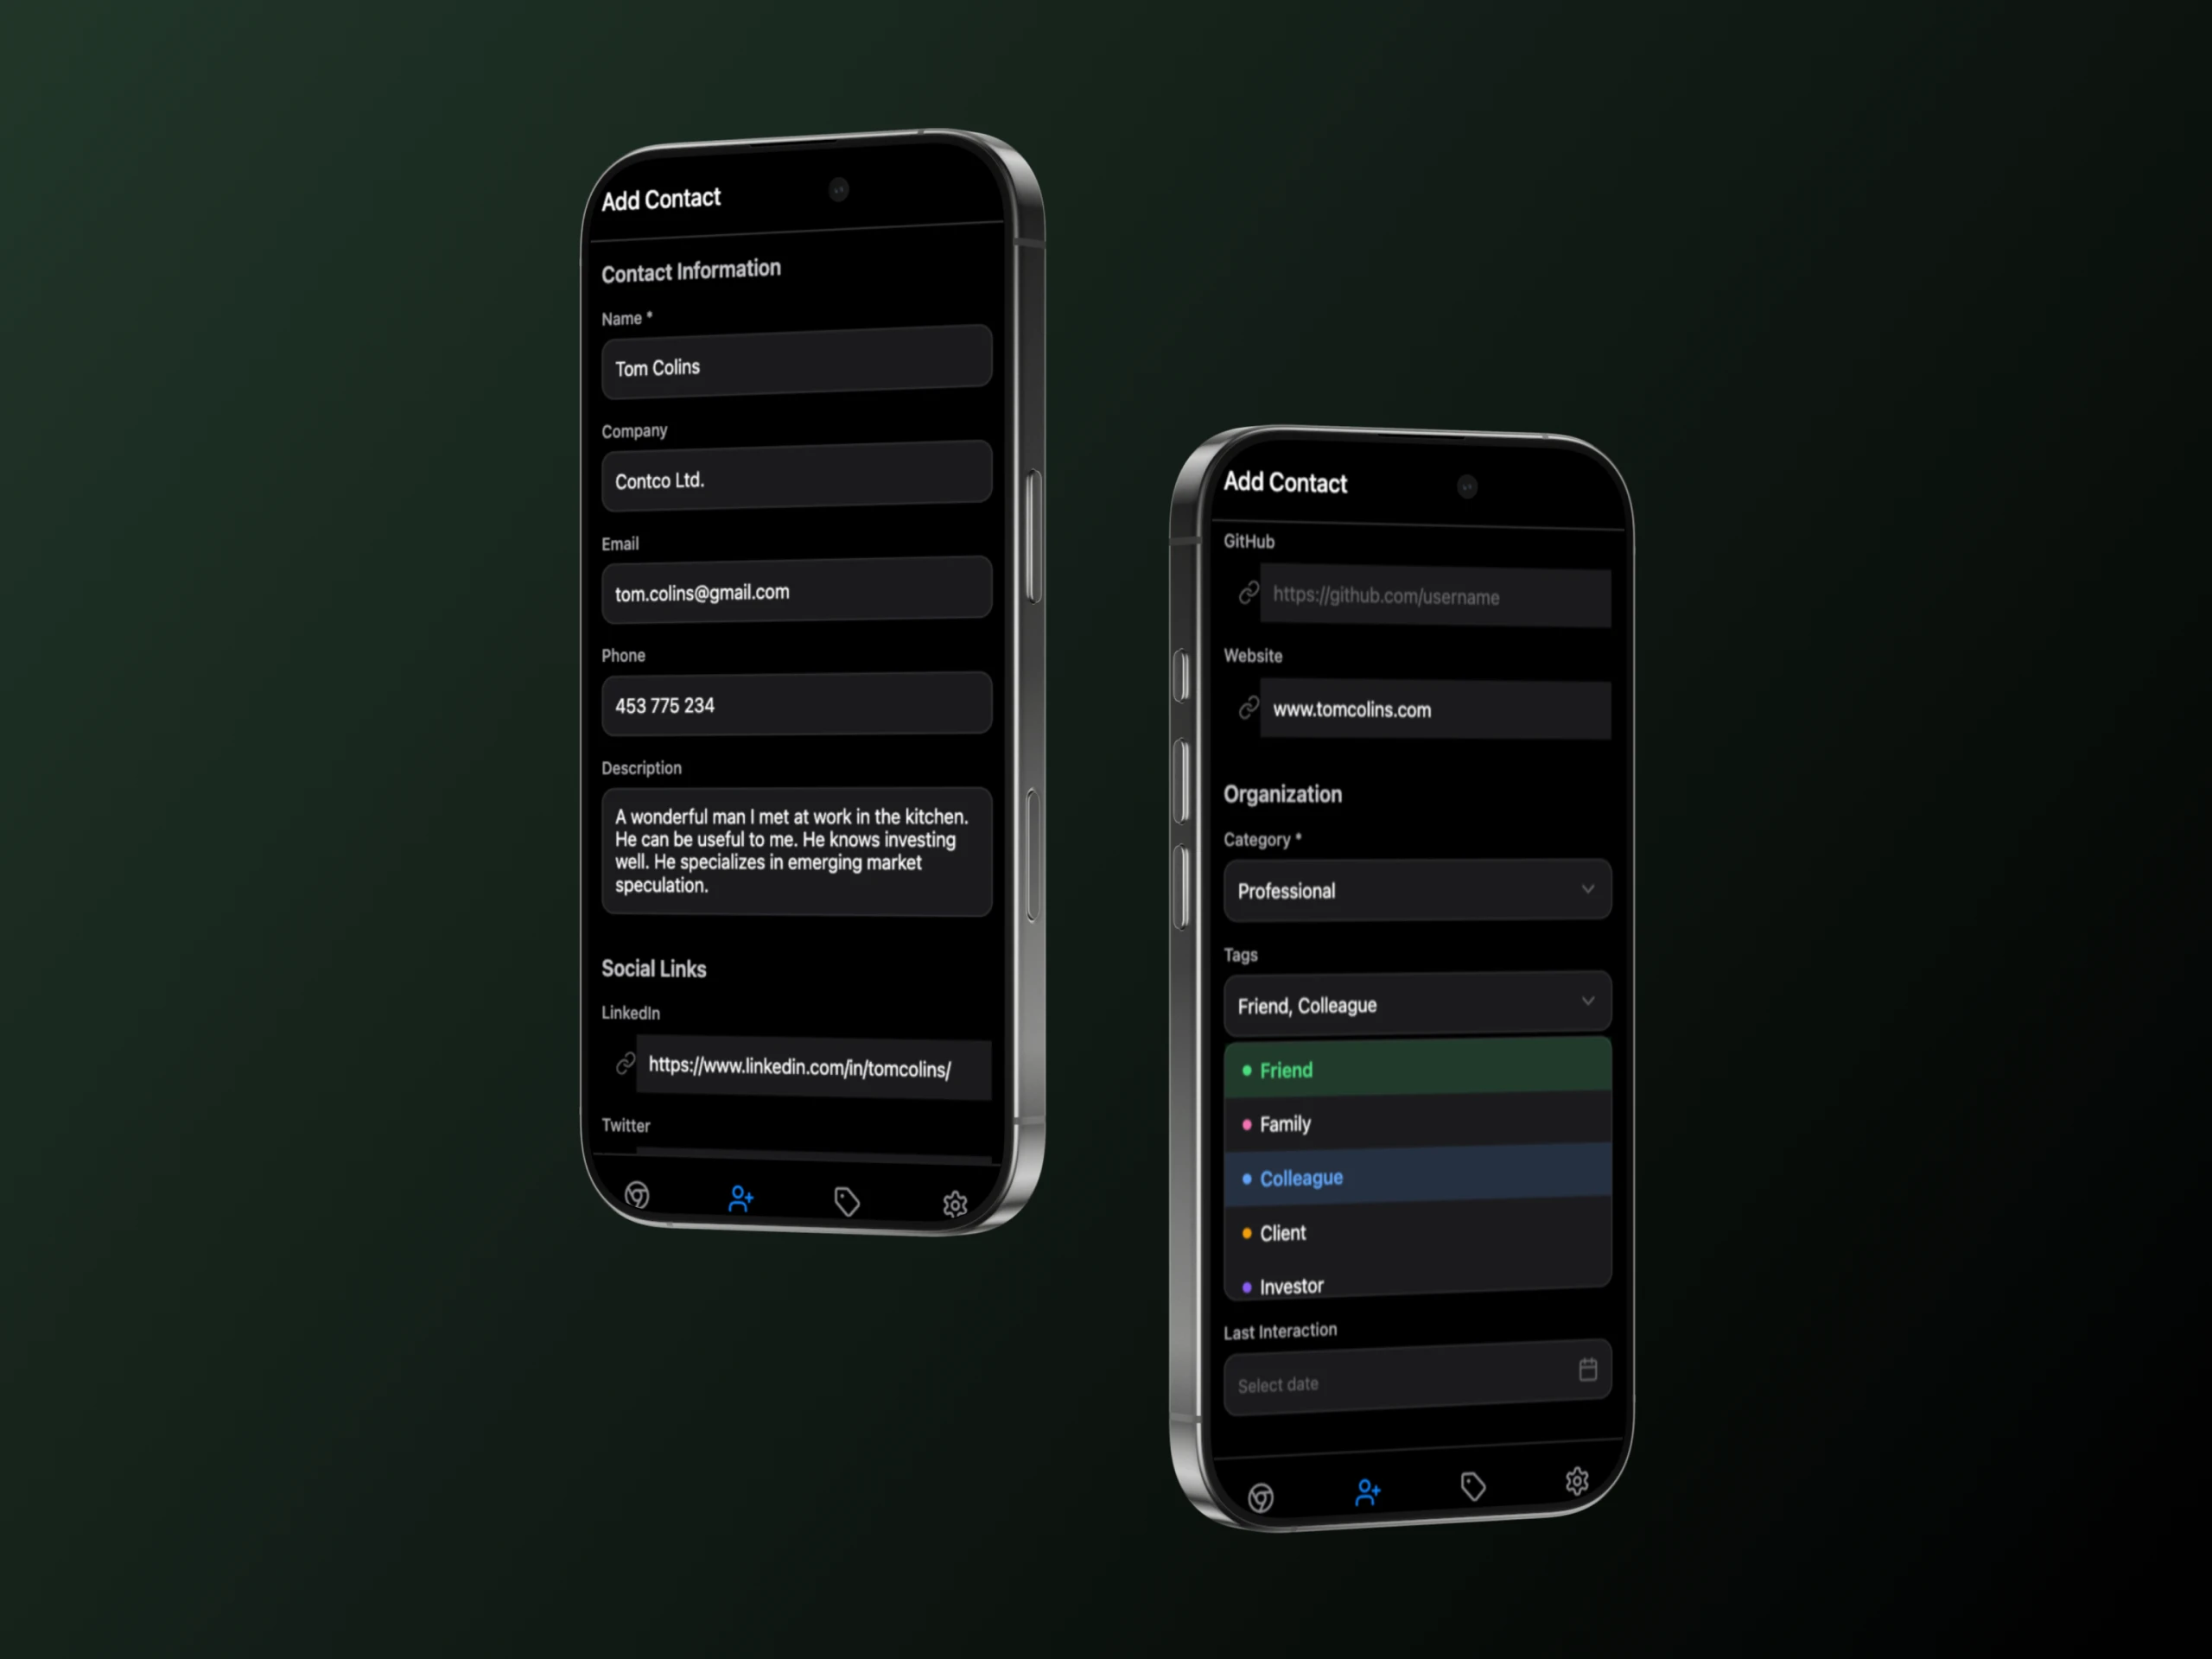 Add Contact
Contact Information
Name *
Tom Colins
Company
Contco Ltd.
Email
tom.colins@gmail.com
Phone
453 775 234
Description
A wonderful man I met at work in the kitchen.
He can be useful to me. He knows investing
well. He specializes in emerging market
speculation.
Social Links
LinkedIn
https://www.linkedin.com/in/tomcolins/
Twitter
Add Contact
GitHub
https://github.com/username
Website
www.tomcolins.com
Organization
Category *
Professional
Tags
Friend, Colleague
Friend
Family
Colleague
Client
Investor
Last Interaction
Select date